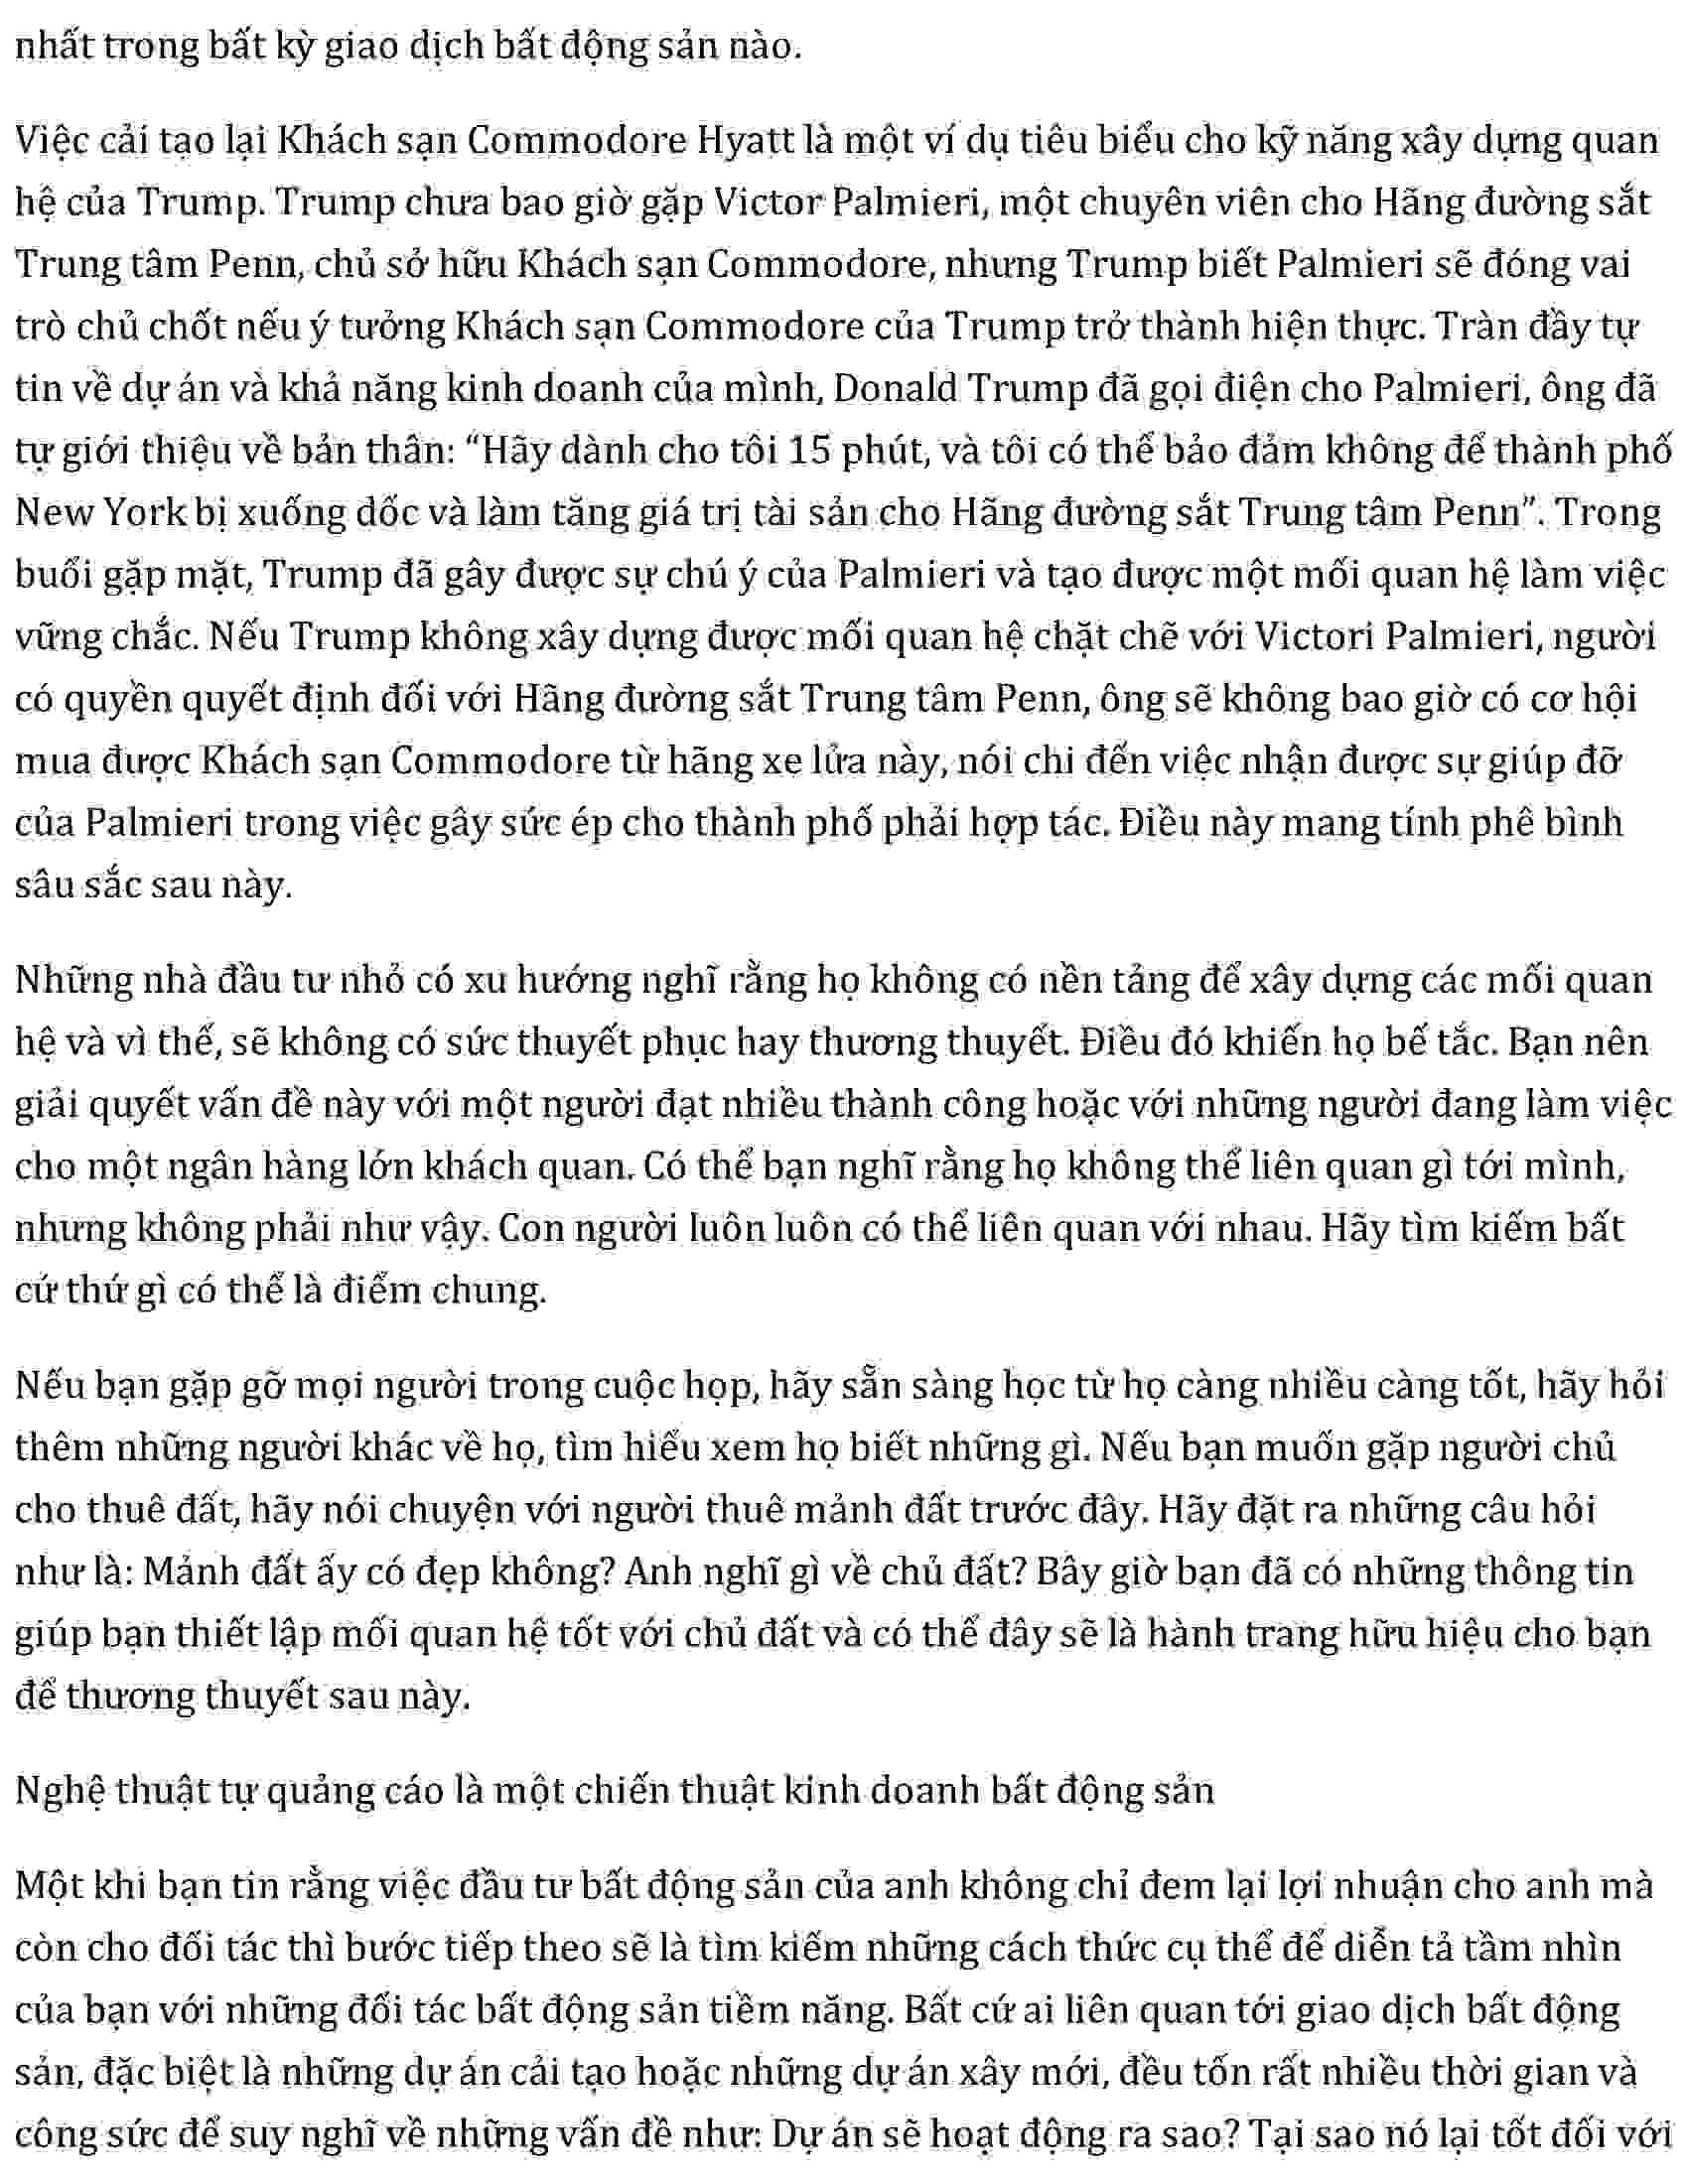 nhất trong bất kỳ giao dịch bất động sản nào.
Việc cải tạo lại Khách sạn Commodore Hyatt là một ví dụ tiêu biểu cho kỹ năng xây dựng quan
hệ của Trump. Trump chưa bao giờ gặp Victor Palmieri, một chuyên viên cho Hãng đường sắt
Trung tâm Penn, chủ sở hữu Khách sạn Commodore, nhưng Trump biết Palmieri sẽ đóng vai
trò chủ chốt nếu ý tưởng Khách sạn Commodore của Trump trở thành hiện thực. Tràn đầy tự
tin về dự án và khả năng kinh doanh của mình, Donald Trump đã gọi điện cho Palmieri, ông đã
tự giới thiệu về bản thân: “Hãy dành cho tôi 15 phút, và tôi có thể bảo đảm không để thành phố
New York bị xuống dốc và làm tăng giá trị tài sản cho Hãng đường sắt Trung tâm Penn”. Trong
buổi gặp mặt, Trump đã gây được sự chú ý của Palmieri và tạo được một mối quan hệ làm việc
vững chắc. Nếu Trump không xây dựng được mối quan hệ chặt chẽ với Victori Palmieri, người
có quyền quyết định đối với Hãng đường sắt Trung tâm Penn, ông sẽ không bao giờ có cơ hội
mua được Khách sạn Commodore từ hãng xe lửa này, nói chi đến việc nhận được sự giúp đỡ
của Palmieri trong việc gây sức ép cho thành phố phải hợp tác. Điều này mang tính phê bình
sâu sắc sau này.
Những nhà đầu tư nhỏ có xu hướng nghĩ rằng họ không có nền tảng để xây dựng các mối quan
hệ và vì thế, sẽ không có sức thuyết phục hay thương thuyết. Điều đó khiến họ bế tắc. Bạn nên
giải quyết vấn đề này với một người đạt nhiều thành công hoặc với những người đang làm việc
cho một ngân hàng lớn khách quan. Có thể bạn nghĩ rằng họ không thể liên quan gì tới mình,
nhưng không phải như vậy. Con người luôn luôn có thể liên quan với nhau. Hãy tìm kiếm bất
cứ thứ gì có thể là điểm chung.
Nếu bạn gặp gỡ mọi người trong cuộc họp, hãy sẵn sàng học từ họ càng nhiều càng tốt, hãy hỏi
thêm những người khác về họ, tìm hiểu xem họ biết những gì. Nếu bạn muốn gặp người chủ
cho thuê đất, hãy nói chuyện với người thuê mảnh đất trước đây. Hãy đặt ra những câu hỏi
như là: Mảnh đất ấy có đẹp không? Anh nghĩ gì về chủ đất? Bây giờ bạn đã có những thông tin
giúp bạn thiết lập mối quan hệ tốt với chủ đất và có thể đây sẽ là hành trang hữu hiệu cho bạn
để thương thuyết sau này.
Nghệ thuật tự quảng cáo là một chiến thuật kinh doanh bất động sản
Một khi bạn tin rằng việc đầu tư bất động sản của anh không chỉ đem lại lợi nhuận cho anh mà
còn cho đối tác thì bước tiếp theo sẽ là tìm kiếm những cách thức cụ thể để diễn tả tầm nhìn
của bạn với những đối tác bất động sản tiềm năng. Bất cứ ai liên quan tới giao dịch bất động
sản, đặc biệt là những dự án cải tạo hoặc những dự án xây mới, đều tốn rất nhiều thời gian và
công sức để suy nghĩ về những vấn đề như: Dự án sẽ hoạt động ra sao? Tại sao nó lại tốt đối với